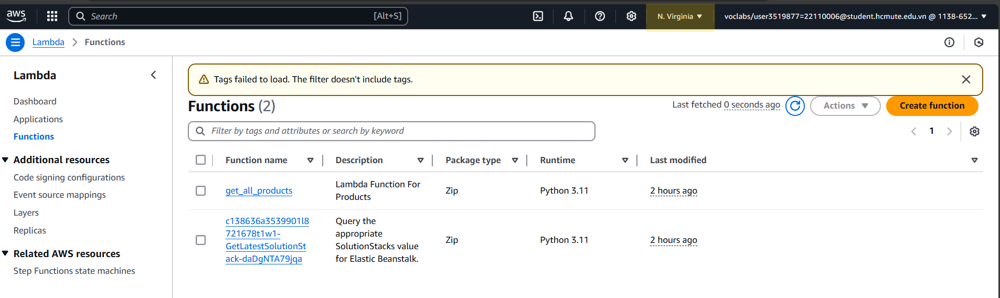 aws
Search [Alt+S]
N. Virginia
voclabs/user3519877=22110006@student.hcmute.edu.vn @ 1138-652...
Lambda Functions
Lambda
Dashboard
Applications
Functions
Additional resources
Code signing configurations
Event source mappings
Layers
Replicas
Related AWS resources
Step Functions state machines
Tags failed to load. The filter doesn't include tags.
Functions (2)
Last fetched 0 seconds ago
Actions
Create function
Filter by tags and attributes or search by keyword
1
Function name Description Package type Runtime Last modified
get_all_products
Lambda Function For
Products
Zip
Python 3.11
2 hours ago
c138636a3539901l8
721678t1w1-
GetLatestSolutionSt
ack-daDgNTA79jqa
Query the
appropriate
SolutionStacks value
for Elastic Beanstalk.
Zip
Python 3.11
2 hours ago